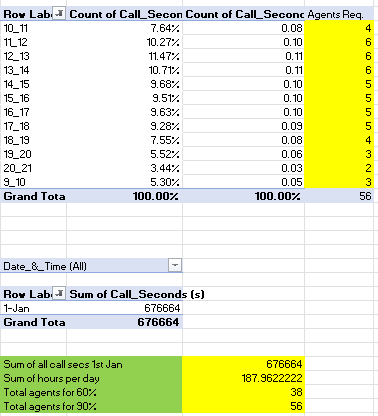 Row Labe Count of Call_Secon Count of Call_Secone Agents Req.
10_11 7.64% 0.08 4
11_12 10.27% 0.10 6
12_13 11.47% 0.11 6
13_14 10.71% 0.11 6
14_15 9.68% 0.10 5
15_16 9.51% 0.10 5
16_17 9.63% 0.10 5
17_18 9.28% 0.09 5
18_19 7.55% 0.08 4
19_20 5.52% 0.06 3
20_21 3.44% 0.03 2
9_10 5.30% 0.05 3
Grand Tota 100.00% 100.00% 56
Date_&_Time (All)
Row Labe Sum of Call_Seconds (s)
1-Jan 676664
Grand Tota 676664
Sum of all call secs 1st Jan 676664
Sum of hours per day 187.9622222
Total agents for 60% 38
Total agents for 90% 56